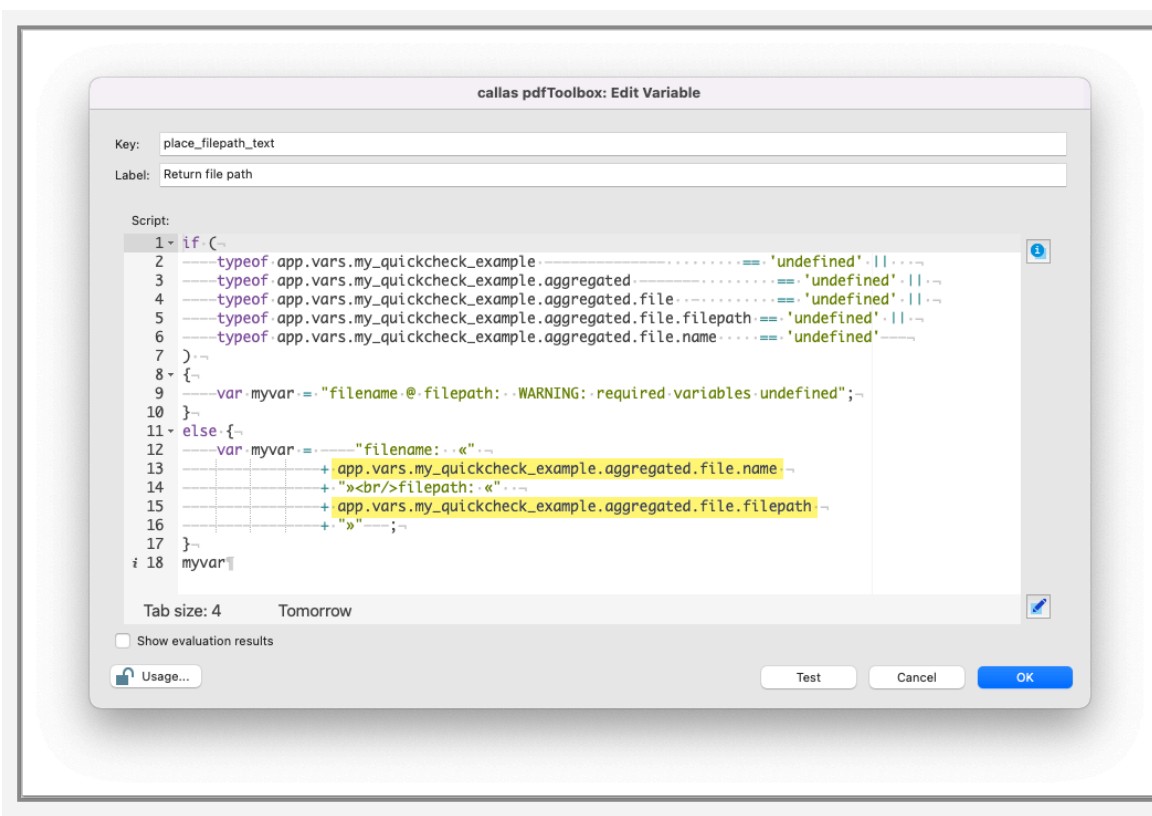 callas pdfToolbox: Edit Variable
Key: place_filepath_text
Label: Return file path
Script:
1 if (
2 typeof app.vars.my_quickcheck_example == 'undefined' ||
3 typeof app.vars.my_quickcheck_example.aggregated == 'undefined' ||
4 typeof app.vars.my_quickcheck_example.aggregated.file == 'undefined' ||
5 typeof app.vars.my_quickcheck_example.aggregated.file.filepath == 'undefined' ||
6 typeof app.vars.my_quickcheck_example.aggregated.file.name == 'undefined'
7 )
8 {
9 var myvar = "filename @ filepath:  WARNING: required variables undefined";
10 }
11 else {
12 var myvar = "filename:  «"
13 + app.vars.my_quickcheck_example.aggregated.file.name
14 + "»<br/>filepath: «"
15 + app.vars.my_quickcheck_example.aggregated.file.filepath
16 + "»" ;
17 }
i 18 myvar¶
Tab size: 4 Tomorrow
Show evaluation results
Usage... Test Cancel OK